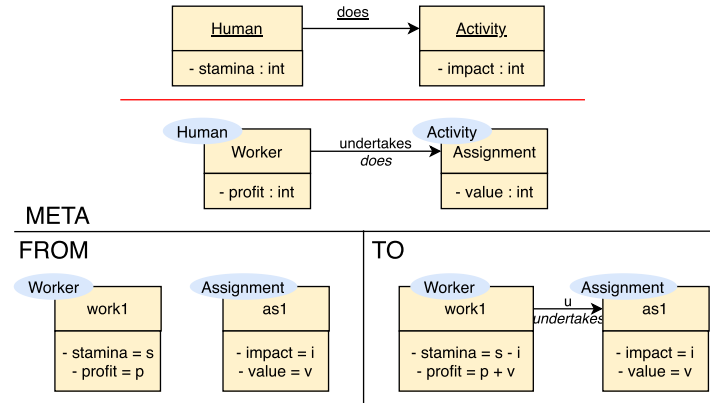 does
Human
Activity
- stamina : int
- impact : int
Human
Activity
undertakes
Worker
does
Assignment
- profit : int
- value : int
META
FROM
TO
Worker
Assignment
work1
as1
- stamina = s
- profit = p
- impact = i
- value = v
Worker
Assignment
work1
u
undertakes
as1
- stamina = s - i
- profit = p + v
- impact = i
- value = v